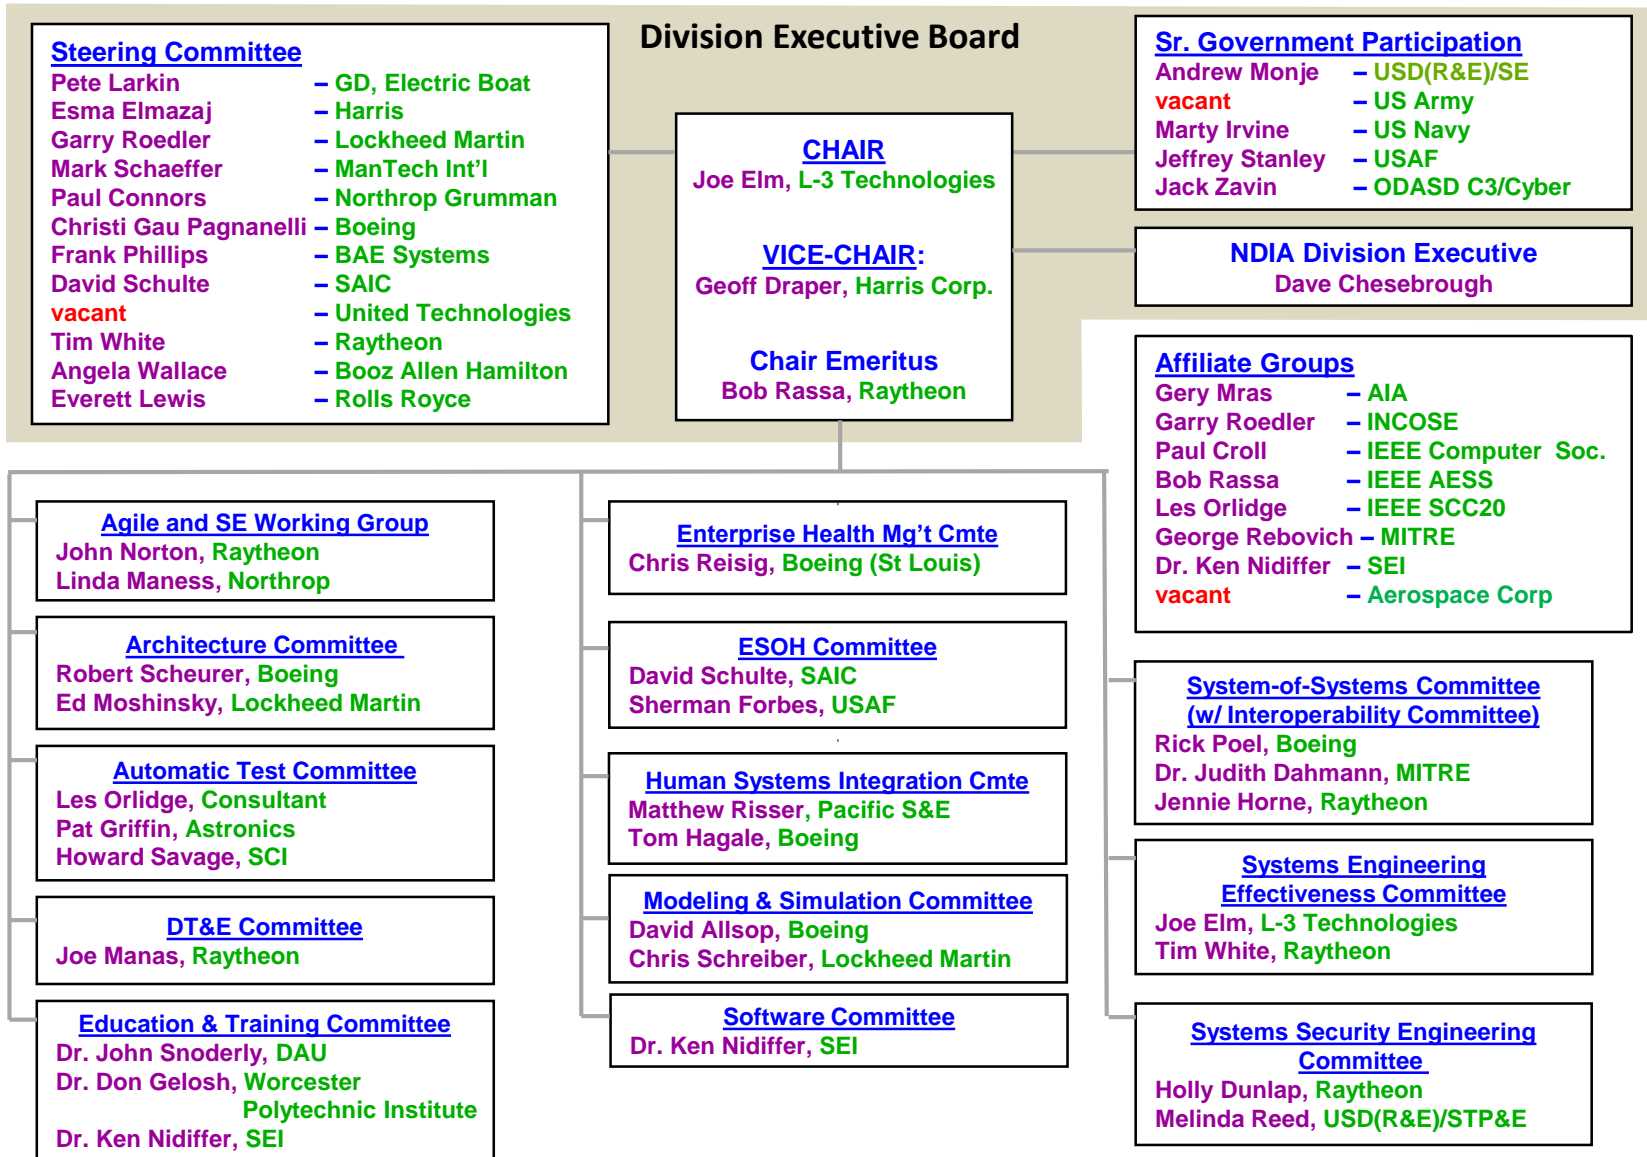 Division Executive Board
Steering Committee
Pete Larkin – GD, Electric Boat
Esma Elmazaj – Harris
Garry Roedler – Lockheed Martin
Mark Schaeffer – ManTech Int’l
Paul Connors – Northrop Grumman
Christi Gau Pagnanelli – Boeing
Frank Phillips – BAE Systems
David Schulte – SAIC
vacant – United Technologies
Tim White – Raytheon
Angela Wallace – Booz Allen Hamilton
Everett Lewis – Rolls Royce
CHAIR
Joe Elm, L-3 Technologies
VICE-CHAIR:
Geoff Draper, Harris Corp.
Chair Emeritus
Bob Rassa, Raytheon
Sr. Government Participation
Andrew Monje – USD(R&E)/SE
vacant – US Army
Marty Irvine – US Navy
Jeffrey Stanley – USAF
Jack Zavin – ODASD C3/Cyber
NDIA Division Executive
Dave Chesebrough
Affiliate Groups
Gery Mras – AIA
Garry Roedler – INCOSE
Paul Croll – IEEE Computer Soc.
Bob Rassa – IEEE AESS
Les Orlidge – IEEE SCC20
George Rebovich – MITRE
Dr. Ken Nidiffer – SEI
vacant – Aerospace Corp
Agile and SE Working Group
John Norton, Raytheon
Linda Maness, Northrop
Architecture Committee
Robert Scheurer, Boeing
Ed Moshinsky, Lockheed Martin
Automatic Test Committee
Les Orlidge, Consultant
Pat Griffin, Astronics
Howard Savage, SCI
DT&E Committee
Joe Manas, Raytheon
Education & Training Committee
Dr. John Snoderly, DAU
Dr. Don Gelosh, Worcester
Polytechnic Institute
Dr. Ken Nidiffer, SEI
Enterprise Health Mg’t Cmte
Chris Reisig, Boeing (St Louis)
ESOH Committee
David Schulte, SAIC
Sherman Forbes, USAF
Human Systems Integration Cmte
Matthew Risser, Pacific S&E
Tom Hagale, Boeing
Modeling & Simulation Committee
David Allsop, Boeing
Chris Schreiber, Lockheed Martin
Software Committee
Dr. Ken Nidiffer, SEI
System-of-Systems Committee
(w/ Interoperability Committee)
Rick Poel, Boeing
Dr. Judith Dahmann, MITRE
Jennie Horne, Raytheon
Systems Engineering
Effectiveness Committee
Joe Elm, L-3 Technologies
Tim White, Raytheon
Systems Security Engineering
Committee
Holly Dunlap, Raytheon
Melinda Reed, USD(R&E)/STP&E